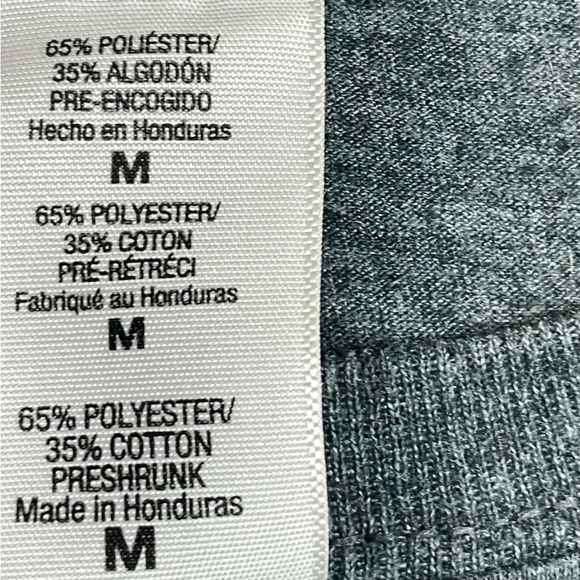 65% POLIÉSTER/
35% ALGODÓN
PRE-ENCOGIDO
Hecho en Honduras
M
65% POLYESTER/
35% COTON
PRÉ-RÉTRÉCI
Fabriqué au Honduras
M
65% POLYESTER/
35% COTTON
PRESHRUNK
Made in Honduras
M